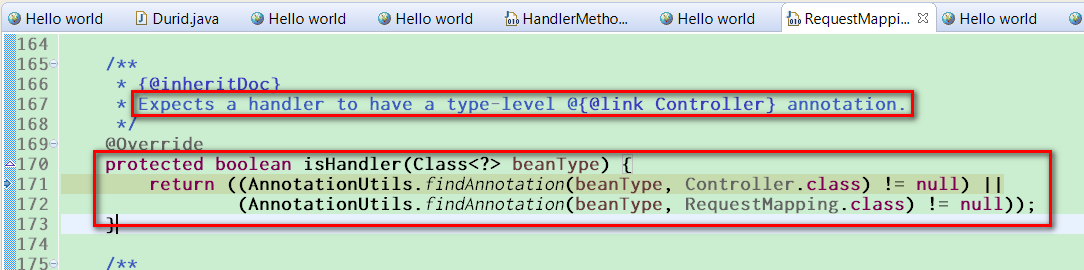 Hello world Durid.java Hello world Hello world HandlerMetho... Hello world RequestMappi... Hello world
164
165 /**
166 * {@inheritDoc}
167 * Expects a handler to have a type-level @{@link Controller} annotation.
168 */
169 @Override
170 protected boolean isHandler(Class<?> beanType) {
171 return ((AnnotationUtils.findAnnotation(beanType, Controller.class) != null) ||
172 (AnnotationUtils.findAnnotation(beanType, RequestMapping.class) != null));
173 }
174
175 /**